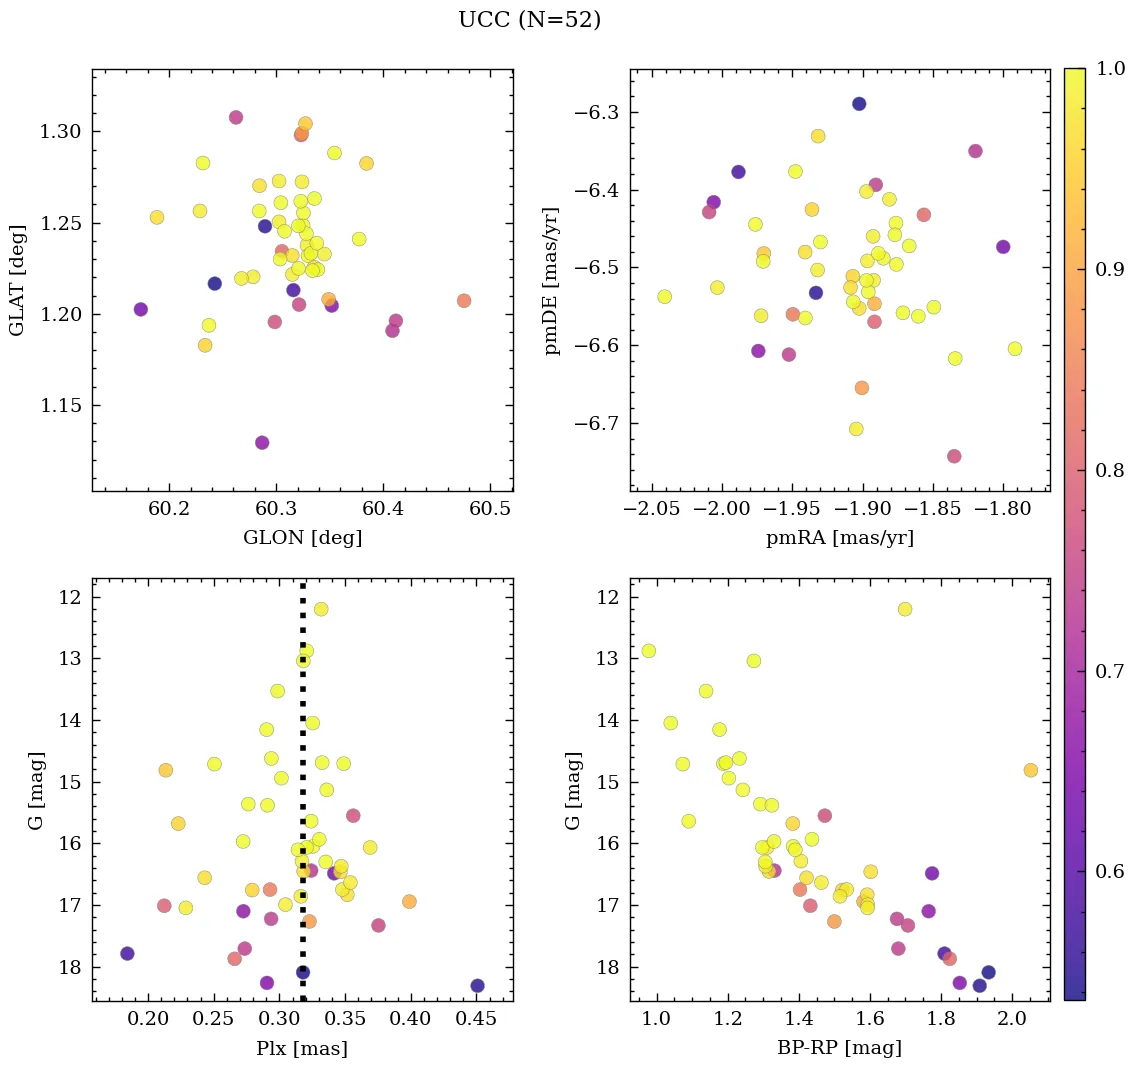 UCC (N=52)
1.30
1.25
1.20
1.15
GLAT [deg]
60.2 60.3 60.4 60.5
GLON [deg]
−6.3
−6.4
−6.5
−6.6
−6.7
pmDE [mas/yr]
−2.05 −2.00 −1.95 −1.90 −1.85 −1.80
pmRA [mas/yr]
12
13
14
15
16
17
18
G [mag]
0.20 0.25 0.30 0.35 0.40 0.45
Plx [mas]
12
13
14
15
16
17
18
G [mag]
1.0 1.2 1.4 1.6 1.8 2.0
BP-RP [mag]
1.0
0.9
0.8
0.7
0.6